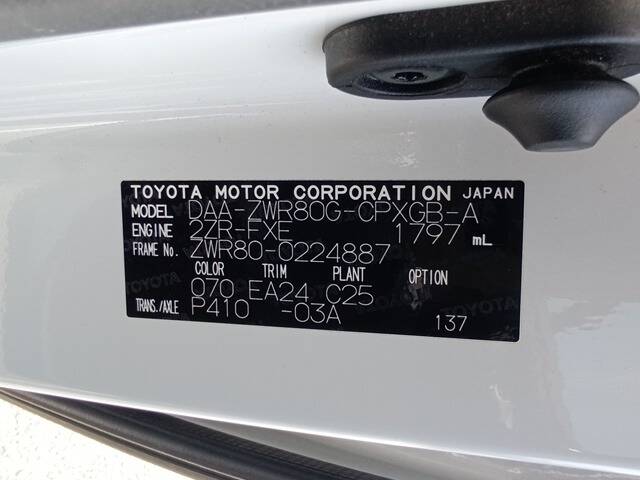 TOYOTA MOTOR CORPORATION JAPAN
MODEL DAA-ZWR80G-CPXGB-A
ENGINE 2ZR-FXE 1797 mL
FRAME No. ZWR80-0224887
COLOR TRIM PLANT OPTION
070 EA24 C25
TRANS./AXLE P410 -03A 137